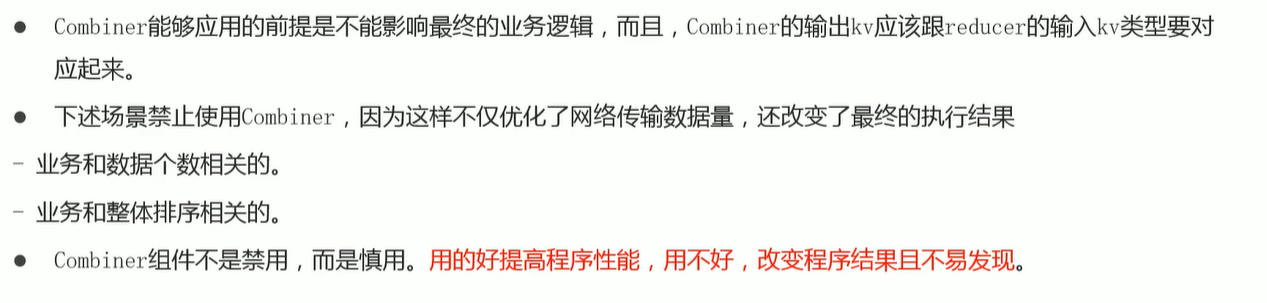 ● Combiner能够应用的前提是不能影响最终的业务逻辑，而且，Combiner的输出kv应该跟reducer的输入kv类型要对
应起来。
● 下述场景禁止使用Combiner，因为这样不仅优化了网络传输数据量，还改变了最终的执行结果
- 业务和数据个数相关的。
- 业务和整体排序相关的。
● Combiner组件不是禁用，而是慎用。用的好提高程序性能，用不好，改变程序结果且不易发现。